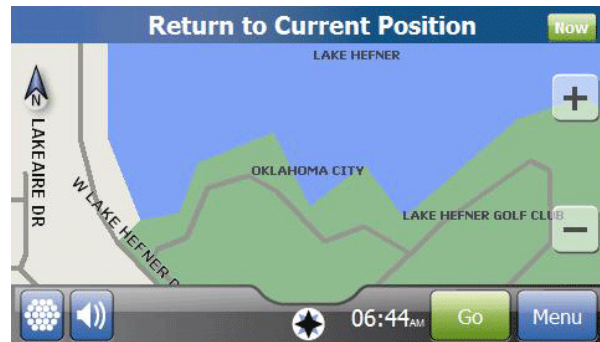 Return to Current Position
Now
LAKE HEFNER
N
+
LAKEAIRE DR
OKLAHOMA CITY
W LAKE HEFNER D
LAKE HEFNER GOLF CLUB
−
06:44AM
Go
Menu